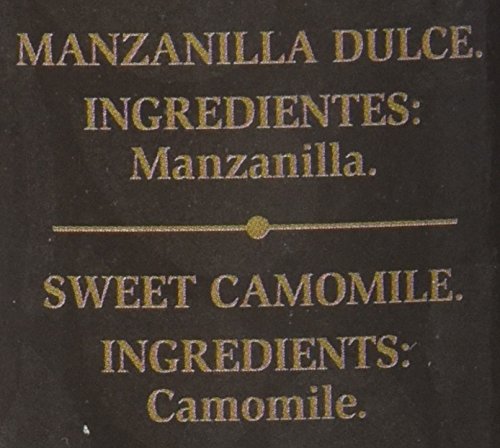 MANZANILLA DULCE.
INGREDIENTES:
Manzanilla.
SWEET CAMOMILE.
INGREDIENTS:
Camomile.